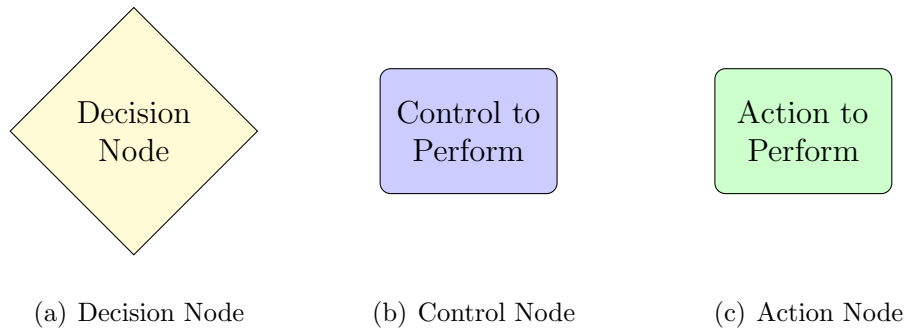 Decision
Node
Control to
Perform
Action to
Perform
(a) Decision Node
(b) Control Node
(c) Action Node